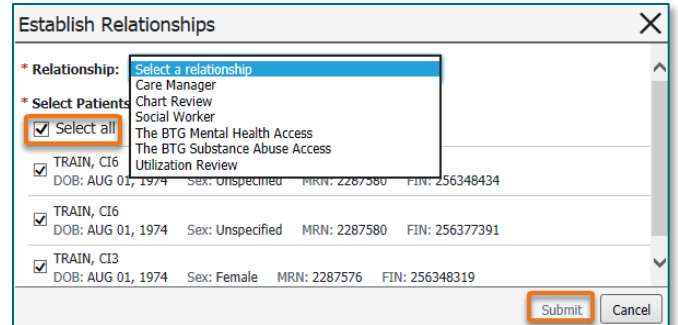 Establish Relationships
* Relationship: Select a relationship
Care Manager
* Select Patients Chart Review
Social Worker
Select all The BTG Mental Health Access
The BTG Substance Abuse Access
Utilization Review
TRAIN, CI6
DOB: AUG 01, 1974 Sex: Unspecified MRN: 2287580 FIN: 256348434
TRAIN, CI6
DOB: AUG 01, 1974 Sex: Unspecified MRN: 2287580 FIN: 256377391
TRAIN, CI3
DOB: AUG 01, 1974 Sex: Female MRN: 2287576 FIN: 256348319
Submit Cancel